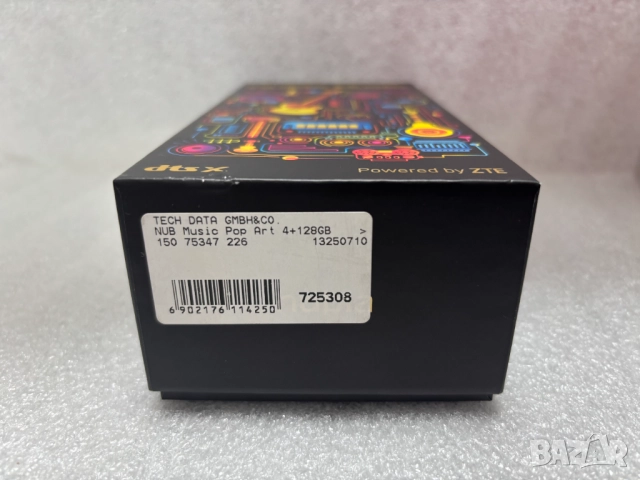 dts x
Powered by ZTE
TECH DATA GMBH&CO.
NUB Music Pop Art 4+128GB >
150 75347 226 13250710
6 902176 114250
725308
BAZAR